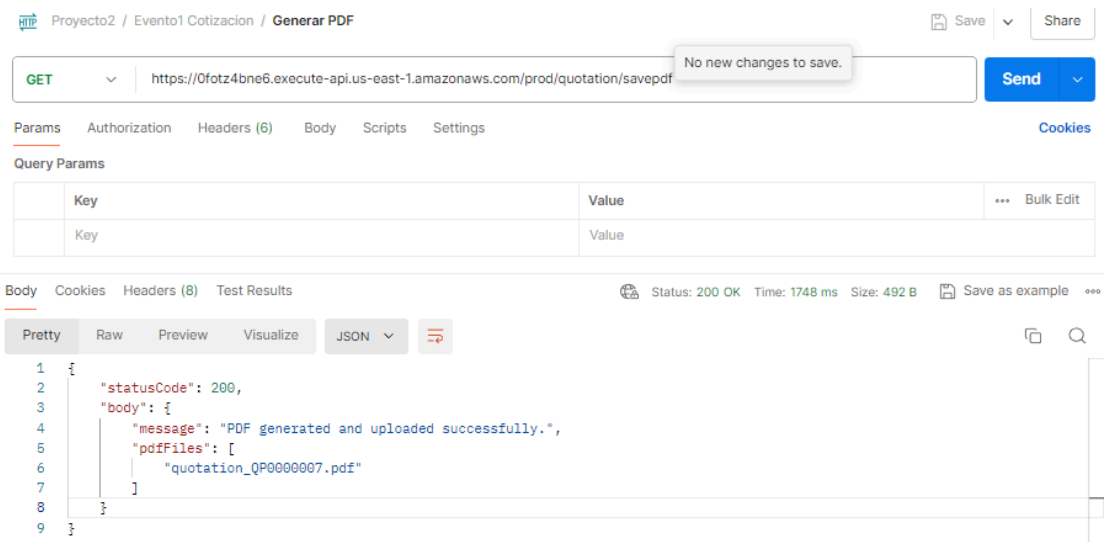 HTTP Proyecto2 / Evento1 Cotizacion / Generar PDF Save Share
No new changes to save.
GET https://0fotz4bne6.execute-api.us-east-1.amazonaws.com/prod/quotation/savepdf Send
Params Authorization Headers (6) Body Scripts Settings Cookies
Query Params
Key Value ••• Bulk Edit
Key Value
Body Cookies Headers (8) Test Results Status: 200 OK Time: 1748 ms Size: 492 B Save as example
Pretty Raw Preview Visualize JSON
1 {
2 "statusCode": 200,
3 "body": {
4 "message": "PDF generated and uploaded successfully.",
5 "pdfFiles": [
6 "quotation_QP0000007.pdf"
7 ]
8 }
9 }